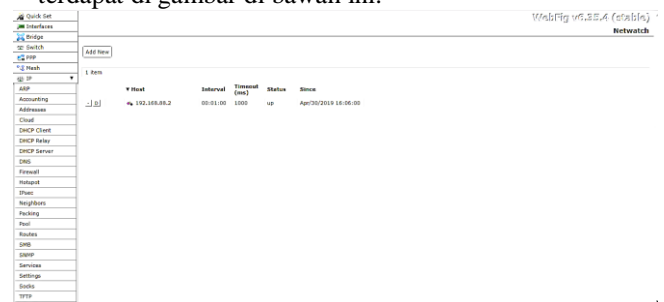 terdapat di gambar di bawah ini.
WebFig v6.35.4 (stable)
Netwatch
Quick Set
Interfaces
Bridge
Switch
PPP
Mesh
IP
ARP
Accounting
Addresses
Cloud
DHCP Client
DHCP Relay
DHCP Server
DNS
Firewall
Hotspot
IPsec
Neighbors
Packing
Pool
Routes
SMB
SNMP
Services
Settings
Socks
TFTP
Add New
1 item
▼ Host Interval Timeout (ms) Status Since
- D 192.168.88.2 00:01:00 1000 up Apr/30/2019 16:06:00